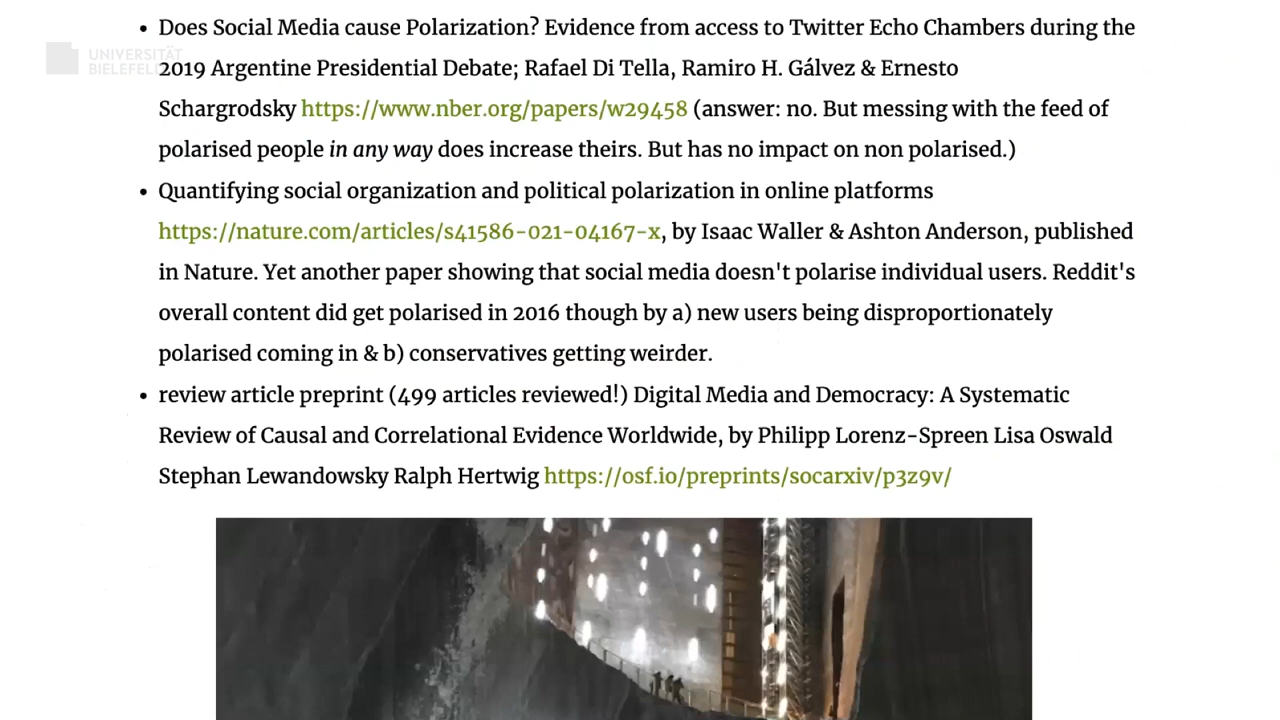 • Does Social Media cause Polarization? Evidence from access to Twitter Echo Chambers during the
UNIVERSITÄT
BIELEFELD
2019 Argentine Presidential Debate; Rafael Di Tella, Ramiro H. Gálvez & Ernesto
Schargrodsky https://www.nber.org/papers/w29458 (answer: no. But messing with the feed of
polarised people in any way does increase theirs. But has no impact on non polarised.)
• Quantifying social organization and political polarization in online platforms
https://nature.com/articles/s41586-021-04167-x, by Isaac Waller & Ashton Anderson, published
in Nature. Yet another paper showing that social media doesn't polarise individual users. Reddit's
overall content did get polarised in 2016 though by a) new users being disproportionately
polarised coming in & b) conservatives getting weirder.
• review article preprint (499 articles reviewed!) Digital Media and Democracy: A Systematic
Review of Causal and Correlational Evidence Worldwide, by Philipp Lorenz-Spreen Lisa Oswald
Stephan Lewandowsky Ralph Hertwig https://osf.io/preprints/socarxiv/p3z9v/